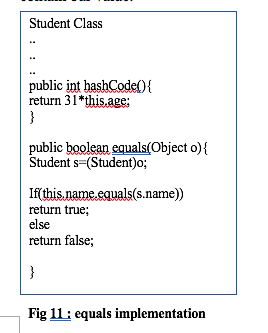 Student Class
..
..
..
public int hashCode(){
return 31*this.age;
}
public boolean equals(Object o){
Student s=(Student)o;
If(this.name.equals(s.name))
return true;
else
return false;
}
Fig 11 : equals implementation